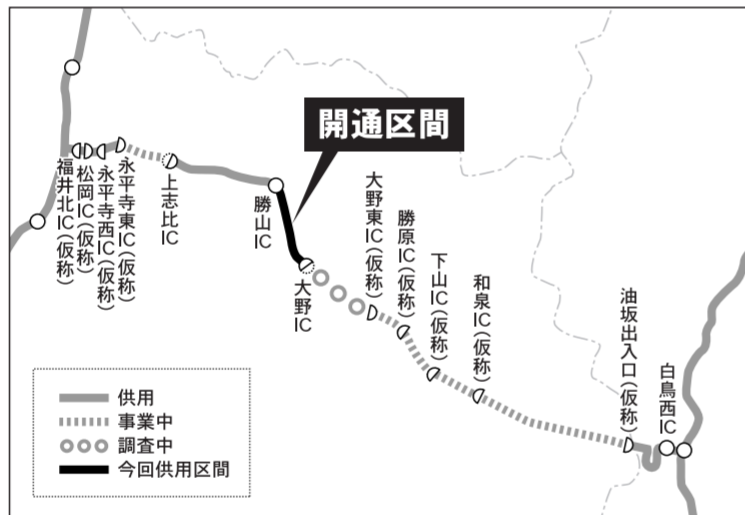 開通区間
福井北IC(仮称)
松岡IC(仮称)
永平寺西IC(仮称)
永平寺東IC(仮称)
上志比IC
勝山IC
大野IC
大野東IC(仮称)
勝原IC(仮称)
下山IC(仮称)
和泉IC(仮称)
油坂出入口(仮称)
白鳥西IC
供用
事業中
調査中
今回供用区間